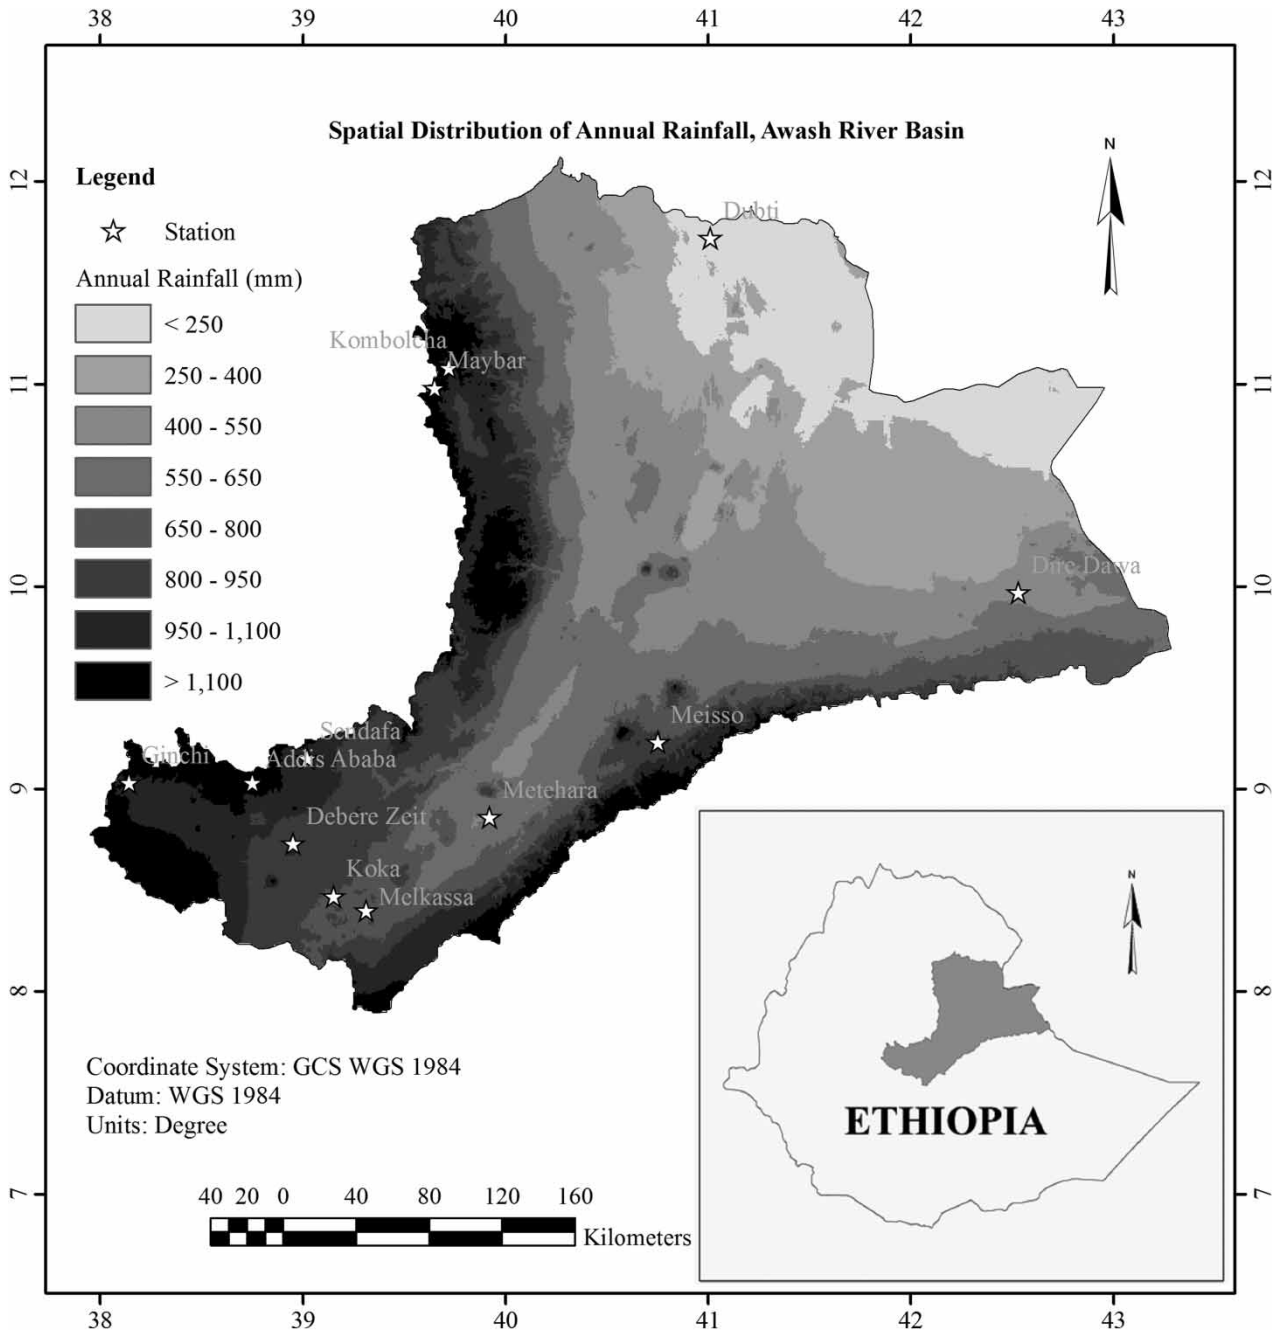 38 39 40 41 42 43
Spatial Distribution of Annual Rainfall, Awash River Basin
N
12 12
Legend
Station
Annual Rainfall (mm)
< 250
250 - 400
400 - 550
550 - 650
650 - 800
800 - 950
950 - 1,100
> 1,100
Dubti
Kombolcha
Maybar
11 11
Dire Dawa
10 10
Meisso
Sendafa
Ginchi
Addis Ababa
9 9
Metehara
Debere Zeit
Koka
Melkassa
N
8 8
ETHIOPIA
Coordinate System: GCS WGS 1984
Datum: WGS 1984
Units: Degree
7 7
40 20 0 40 80 120 160
Kilometers
38 39 40 41 42 43